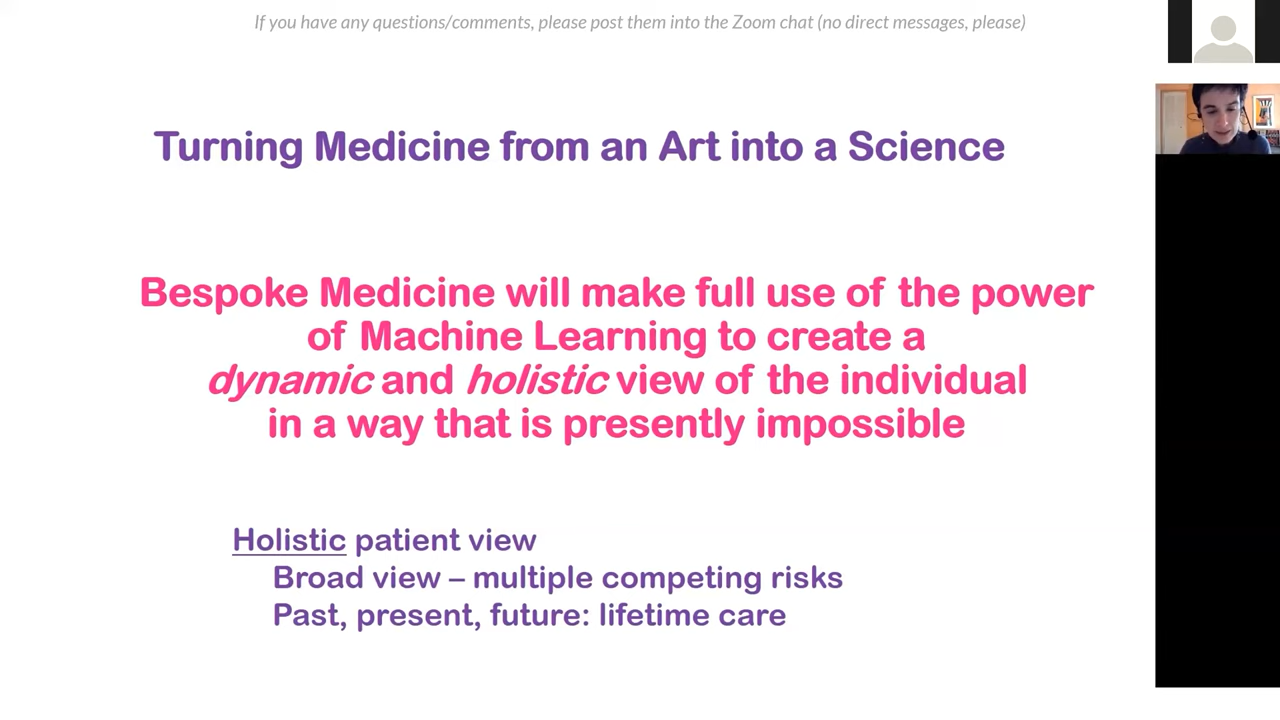 If you have any questions/comments, please post them into the Zoom chat (no direct messages, please)
Turning Medicine from an Art into a Science
Bespoke Medicine will make full use of the power
of Machine Learning to create a
dynamic and holistic view of the individual
in a way that is presently impossible
Holistic patient view
Broad view – multiple competing risks
Past, present, future: lifetime care